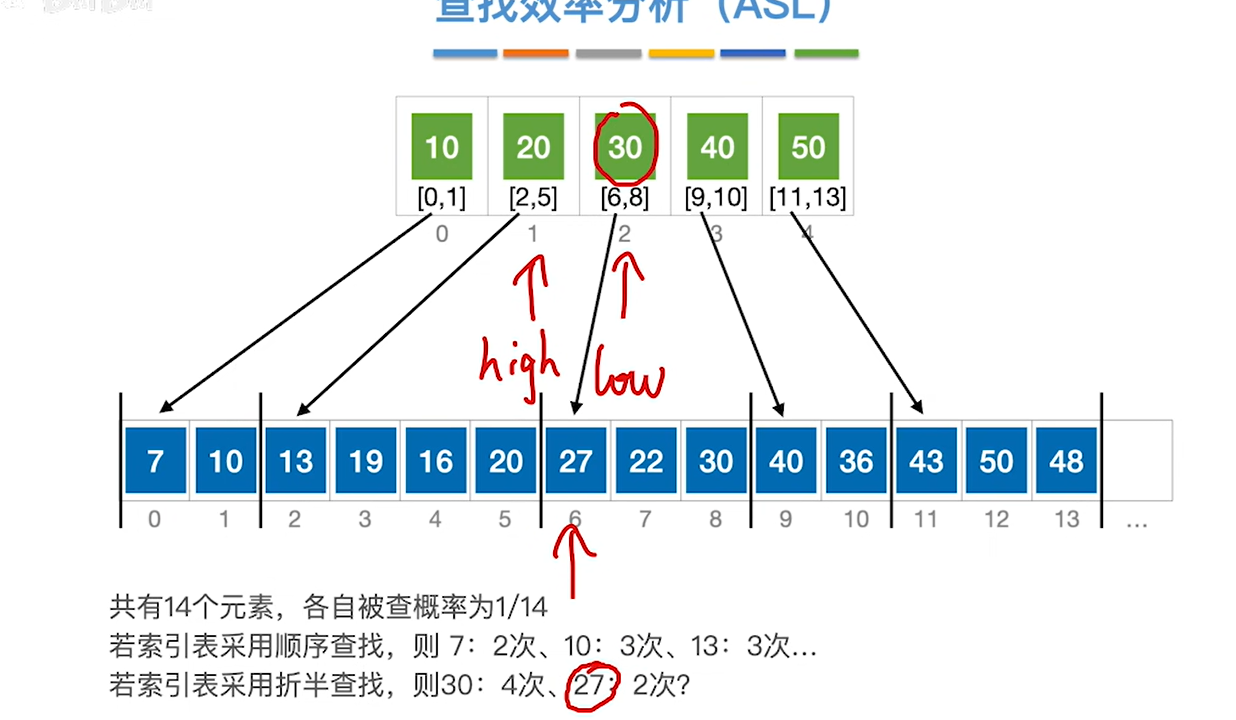 查找效率分析（ASL）
10 20 30 40 50
[0,1] [2,5] [6,8] [9,10] [11,13]
0 1 2 3 4
high low
7 10 13 19 16 20 27 22 30 40 36 43 50 48
0 1 2 3 4 5 6 7 8 9 10 11 12 13 ...
共有14个元素，各自被查概率为1/14
若索引表采用顺序查找，则 7：2次、10：3次、13：3次...
若索引表采用折半查找，则30：4次、27：2次?